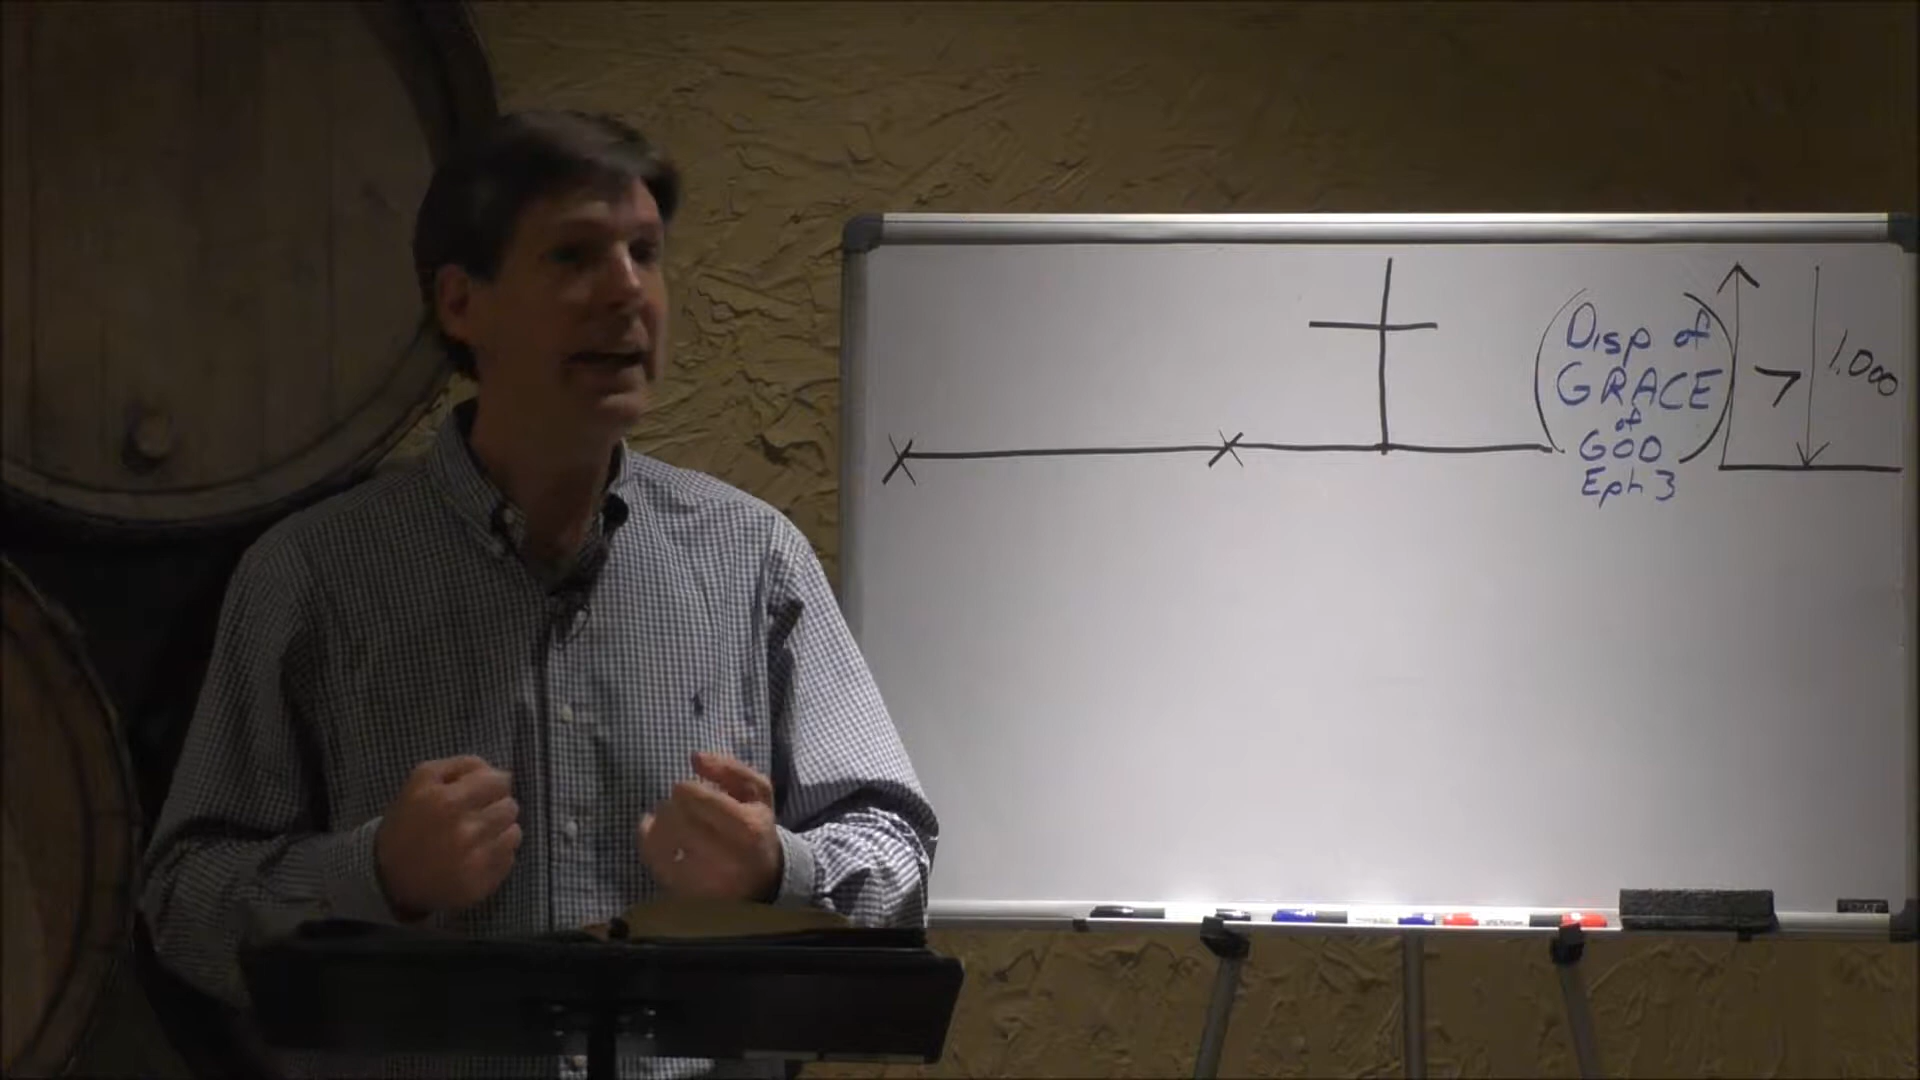 Disp of
GRACE
of
GOD
Eph 3
7
1,000